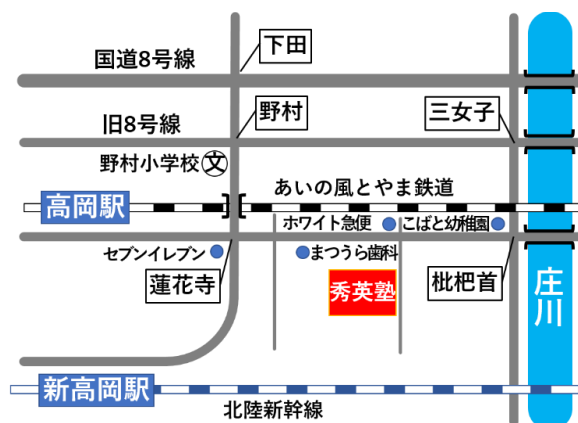 下田
国道8号線
旧8号線
野村
三女子
野村小学校
文
あいの風とやま鉄道
高岡駅
ホワイト急便
こばと幼稚園
セブンイレブン
まつうら歯科
蓮花寺
秀英塾
枇杷首
庄川
新高岡駅
北陸新幹線